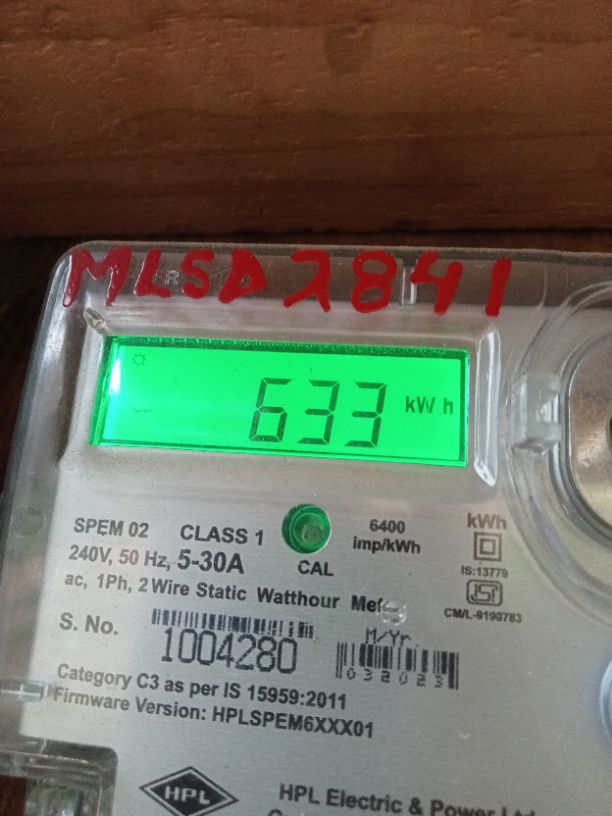 MLSD2841
633 kWh
SPEM 02 CLASS 1 6400 imp/kWh kWh
240V, 50 Hz, 5-30A CAL IS:13779
ac, 1Ph, 2 Wire Static Watthour CM/L-9190783
S. No. 1004280 M/Yr. 032023
Category C3 as per IS 15959:2011
Firmware Version: HPLSPEM6XXX01
HPL HPL Electric & Power